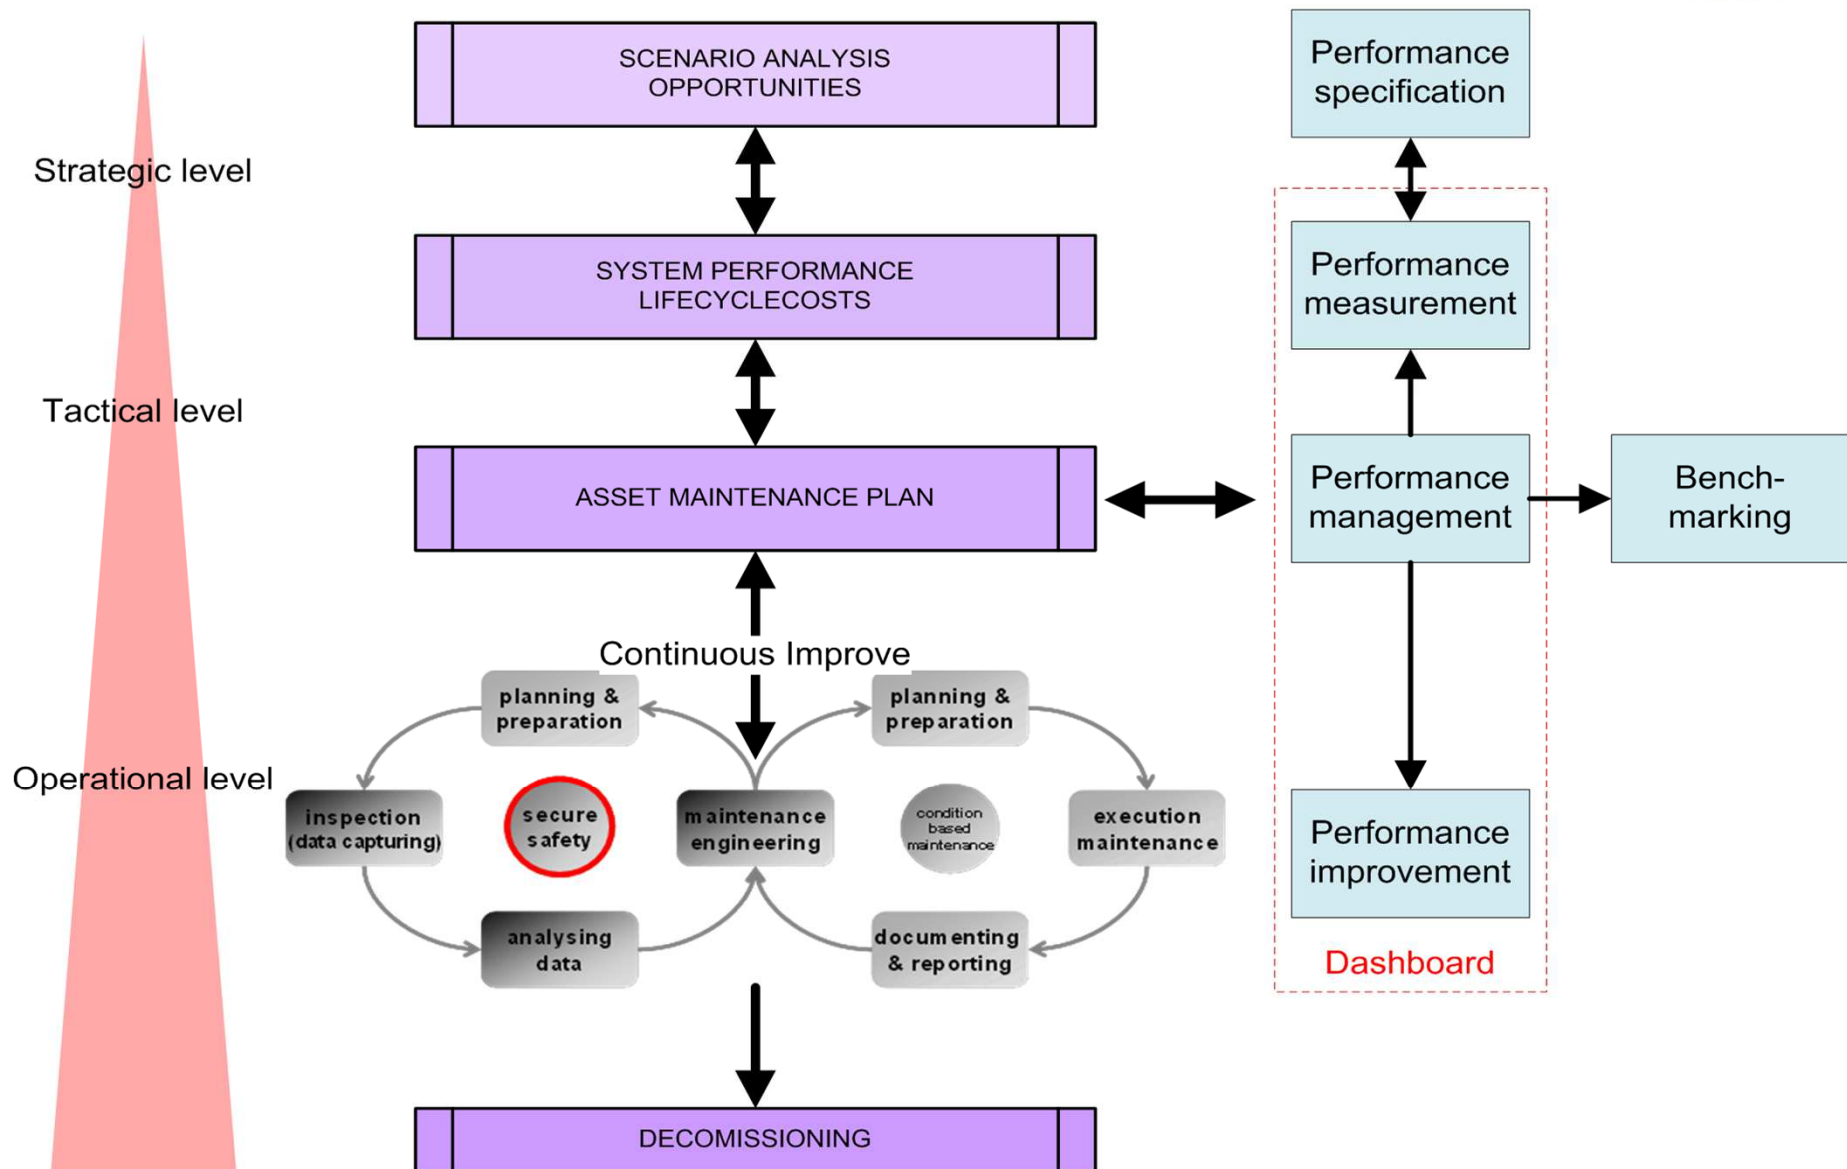 SCENARIO ANALYSIS
OPPORTUNITIES
Performance
specification
Strategic level
SYSTEM PERFORMANCE
LIFECYCLECOSTS
Performance
measurement
Tactical level
ASSET MAINTENANCE PLAN
Performance
management
Bench-
marking
Continuous Improve
planning &
preparation
planning &
preparation
Operational level
inspection
(data capturing)
secure
safety
maintenance
engineering
condition
based
maintenance
execution
maintenance
Performance
improvement
analysing
data
documenting
& reporting
Dashboard
DECOMISSIONING